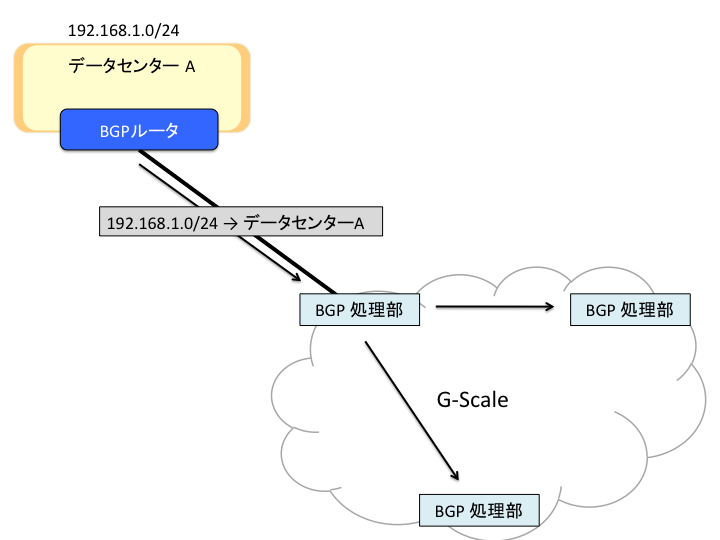 192.168.1.0/24
データセンター A
BGPルータ
192.168.1.0/24 → データセンターA
BGP 処理部
BGP 処理部
G-Scale
BGP 処理部